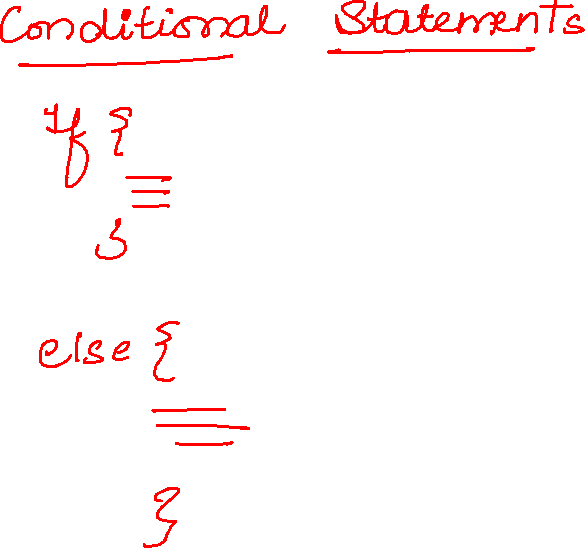 Conditional Statements
If {
}
else {
}